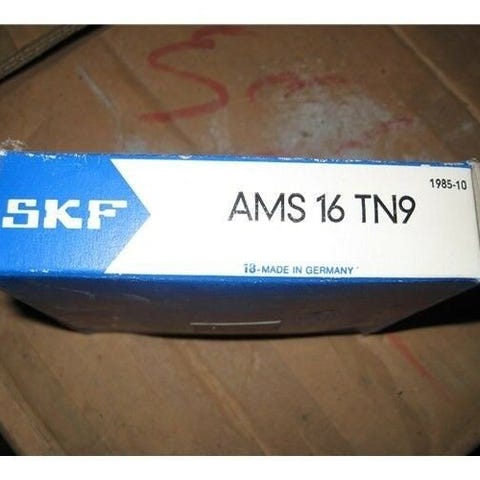 SKF
AMS 16 TN9
1985-10
18-MADE IN GERMANY